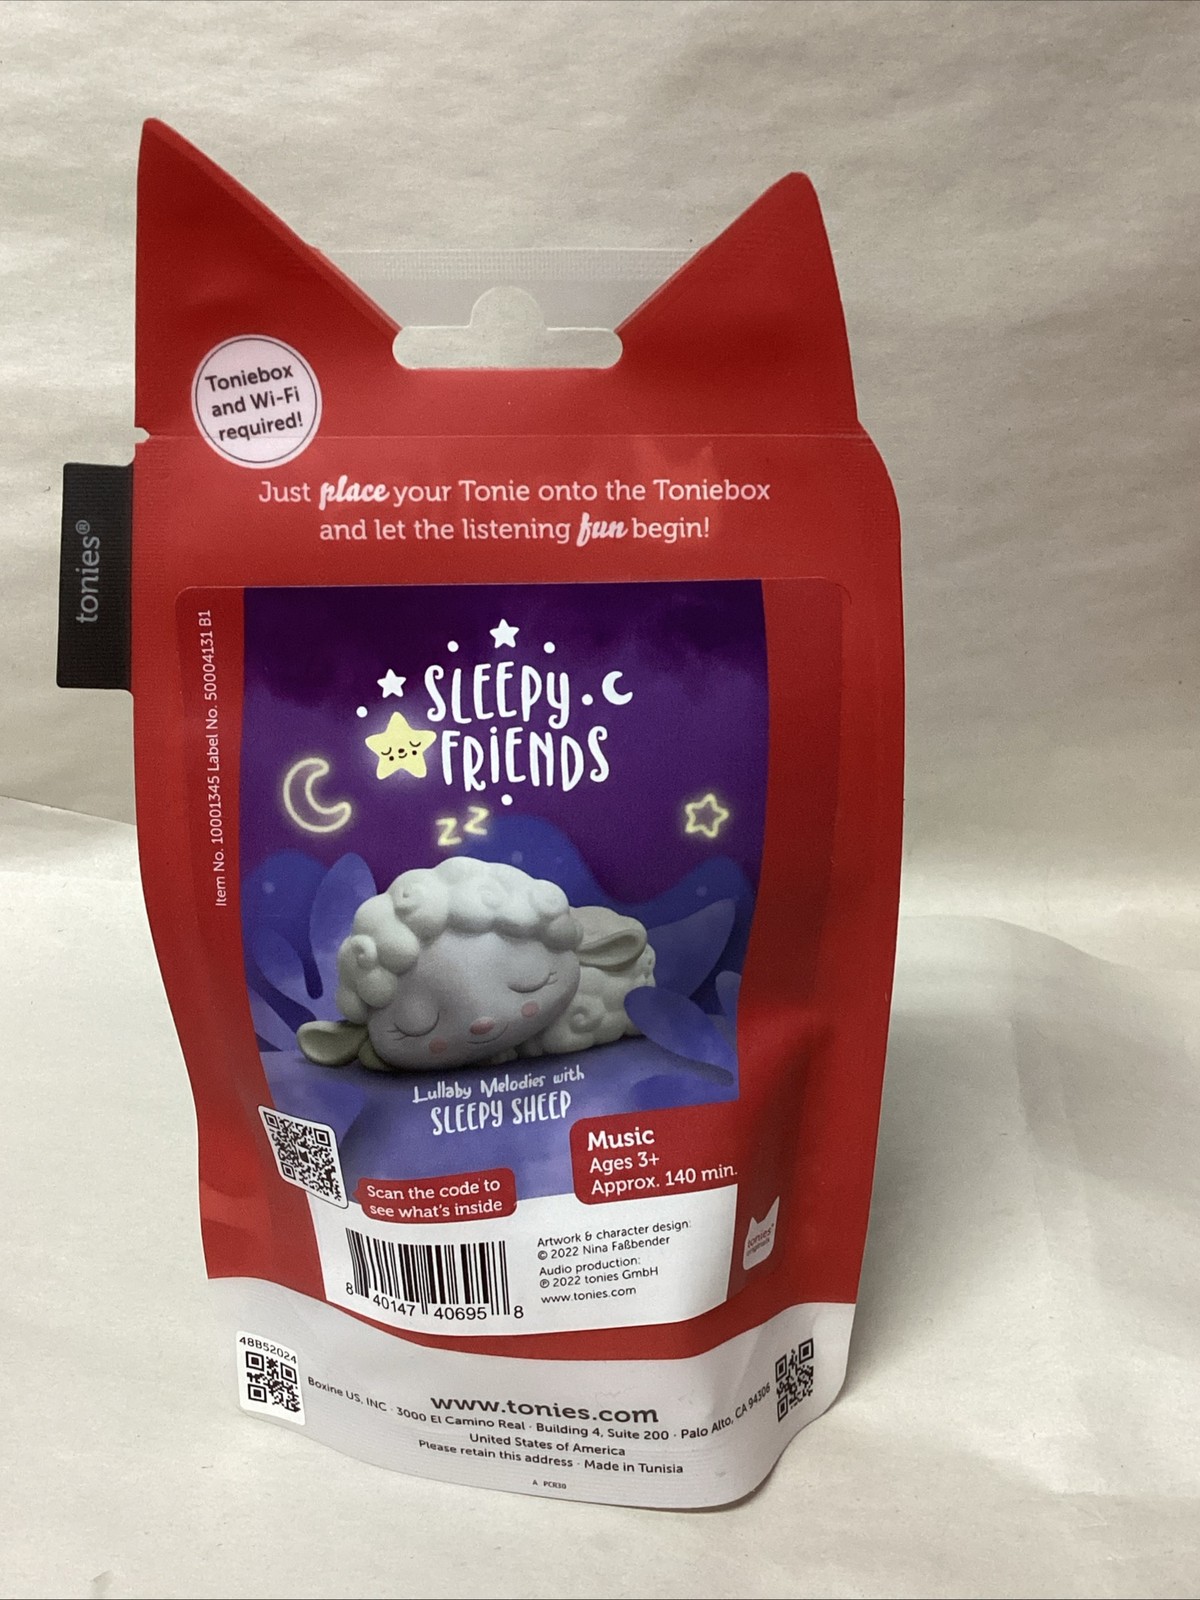 Toniebox
and Wi-Fi
required!
Just place your Tonie onto the Toniebox
and let the listening fun begin!
tonies®
Item No. 10001345 Label No. 50004131 B1
SLEEPY
FRIENDS
ZZ
Lullaby Melodies with
SLEEPY SHEEP
Music
Ages 3+
Approx. 140 min.
Scan the code to
see what's inside
8 40147 40695 8
Artwork & character design:
© 2022 Nina Faßbender
Audio production:
℗ 2022 tonies GmbH
www.tonies.com
tonies®
originals
48B52024
www.tonies.com
Boxine US, INC · 3000 El Camino Real · Building 4, Suite 200 · Palo Alto, CA 94306
United States of America
Please retain this address · Made in Tunisia
A PCR30